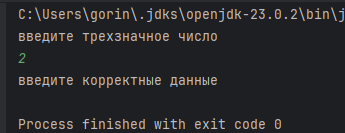 C:\Users\gorin\.jdks\openjdk-23.0.2\bin\j
введите трехзначное число
2
введите корректные данные
Process finished with exit code 0